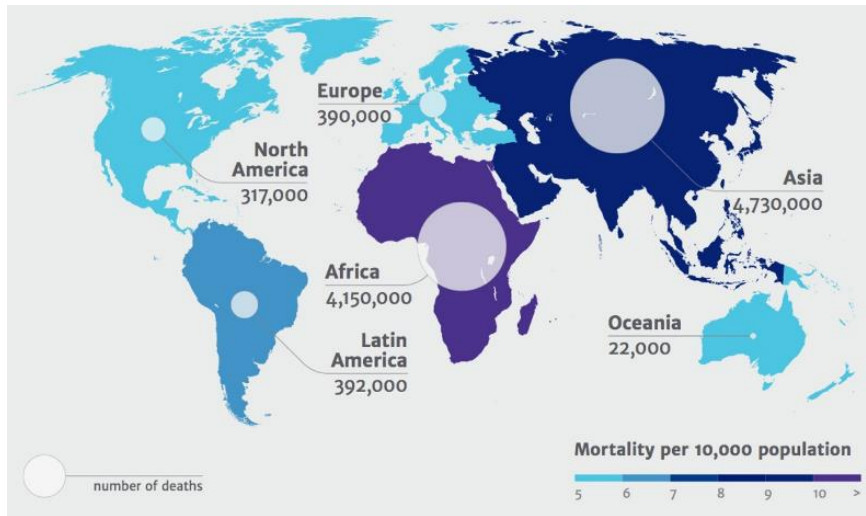 Europe
390,000
North
America
317,000
Asia
4,730,000
Africa
4,150,000
Latin
America
392,000
Oceania
22,000
number of deaths
Mortality per 10,000 population
5 6 7 8 9 10 >